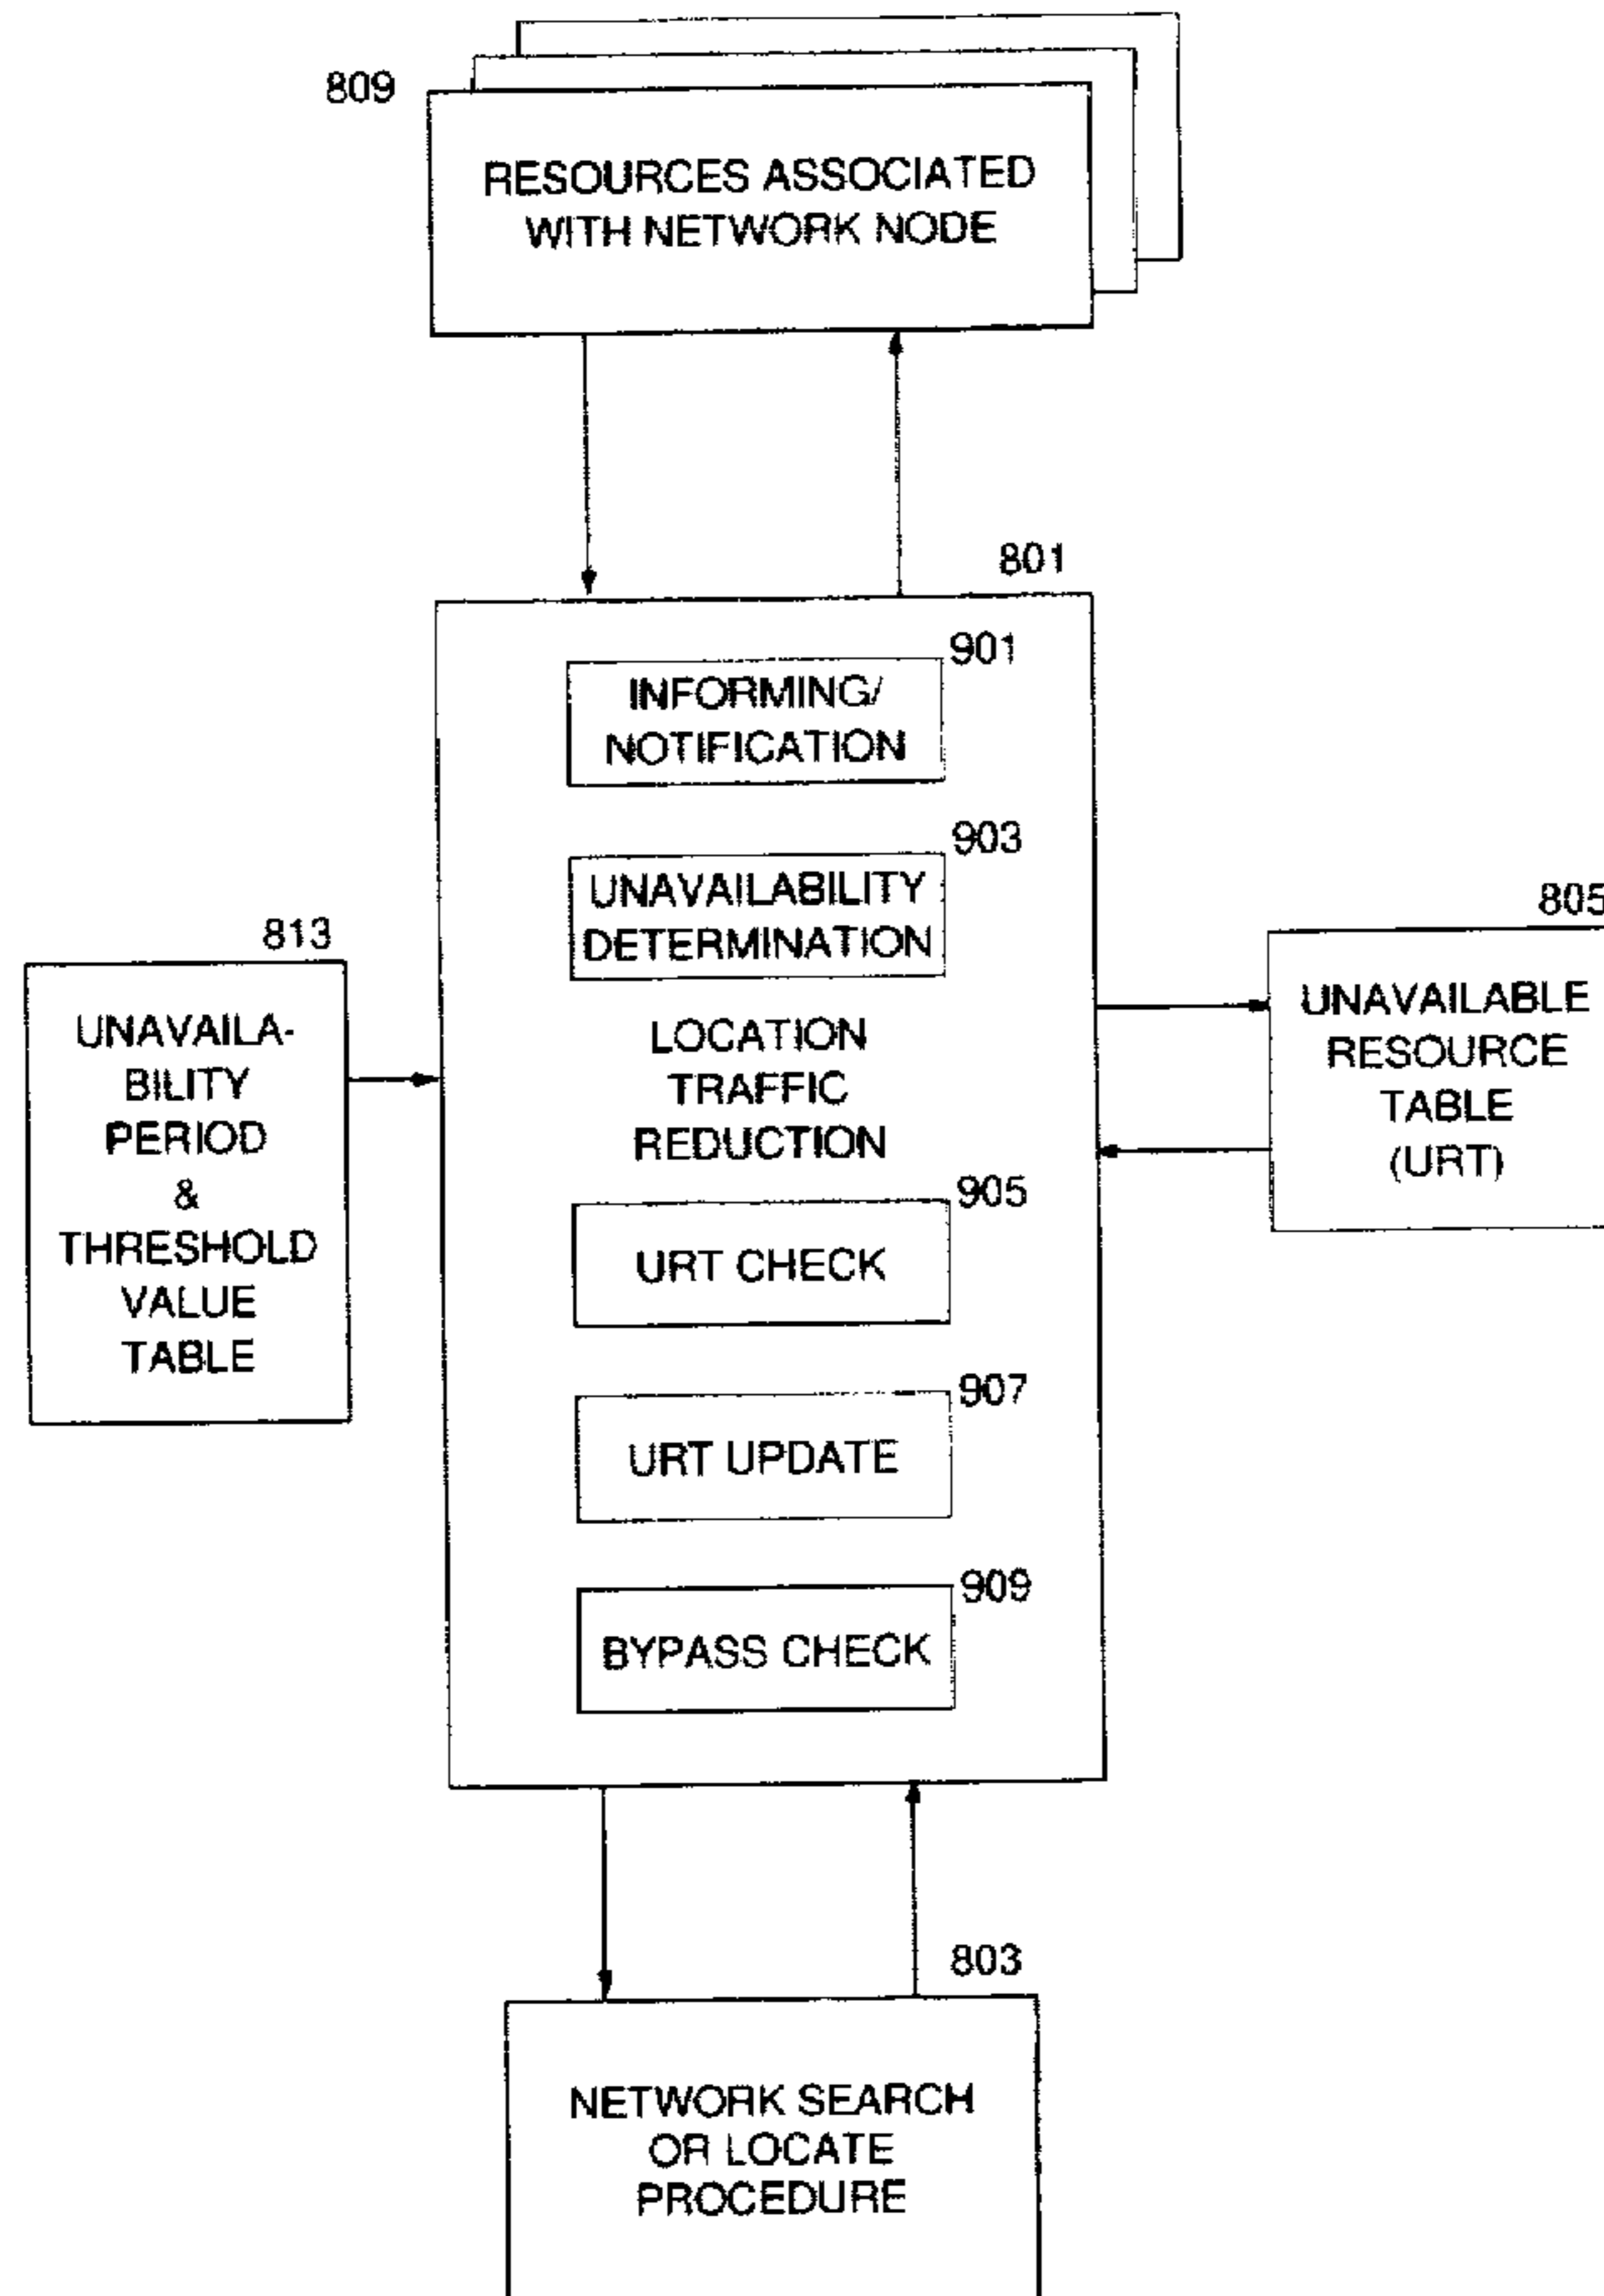 809
RESOURCES ASSOCIATED
WITH NETWORK NODE
801
901
INFORMING/
NOTIFICATION
903
UNAVAILABILITY
DETERMINATION
LOCATION
TRAFFIC
REDUCTION
905
URT CHECK
907
URT UPDATE
909
BYPASS CHECK
813
UNAVAILA-
BILITY
PERIOD
&
THRESHOLD
VALUE
TABLE
805
UNAVAILABLE
RESOURCE
TABLE
(URT)
803
NETWORK SEARCH
OR LOCATE
PROCEDURE